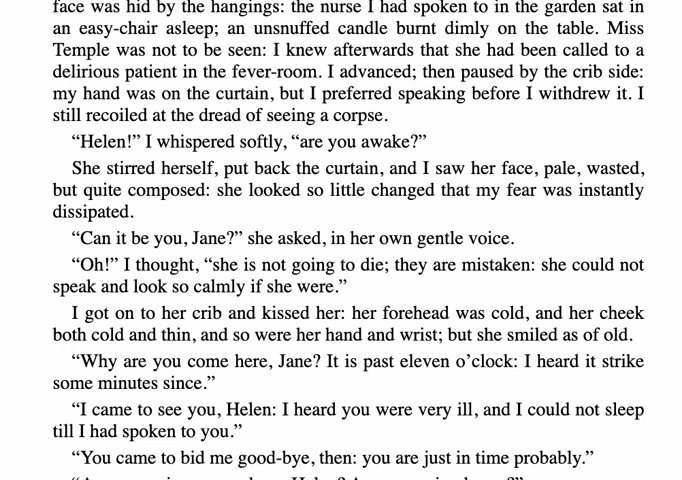 face was hid by the hangings: the nurse I had spoken to in the garden sat in
an easy-chair asleep; an unsnuffed candle burnt dimly on the table. Miss
Temple was not to be seen: I knew afterwards that she had been called to a
delirious patient in the fever-room. I advanced; then paused by the crib side:
my hand was on the curtain, but I preferred speaking before I withdrew it. I
still recoiled at the dread of seeing a corpse.
“Helen!” I whispered softly, “are you awake?”
She stirred herself, put back the curtain, and I saw her face, pale, wasted,
but quite composed: she looked so little changed that my fear was instantly
dissipated.
“Can it be you, Jane?” she asked, in her own gentle voice.
“Oh!” I thought, “she is not going to die; they are mistaken: she could not
speak and look so calmly if she were.”
I got on to her crib and kissed her: her forehead was cold, and her cheek
both cold and thin, and so were her hand and wrist; but she smiled as of old.
“Why are you come here, Jane? It is past eleven o’clock: I heard it strike
some minutes since.”
“I came to see you, Helen: I heard you were very ill, and I could not sleep
till I had spoken to you.”
“You came to bid me good-bye, then: you are just in time probably.”